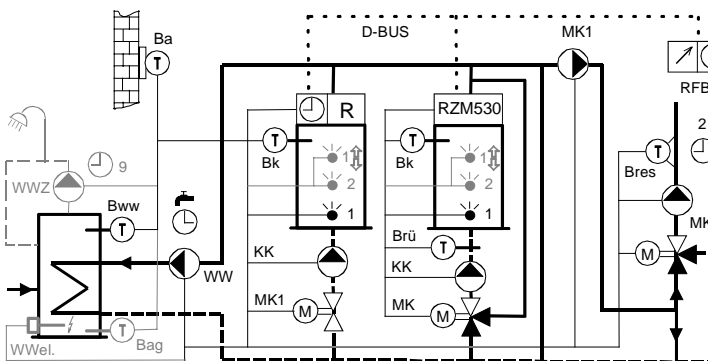 D-BUS
MK1
Ba
T
RFB
R
RZM530
9
T
Bk
1
2
1
T
Bk
1
2
1
2
T
Bres
WWZ
Bww
T
Brü
T
KK
KK
WW
MK
M
MK1
M
MK
M
WWel.
Bag
T